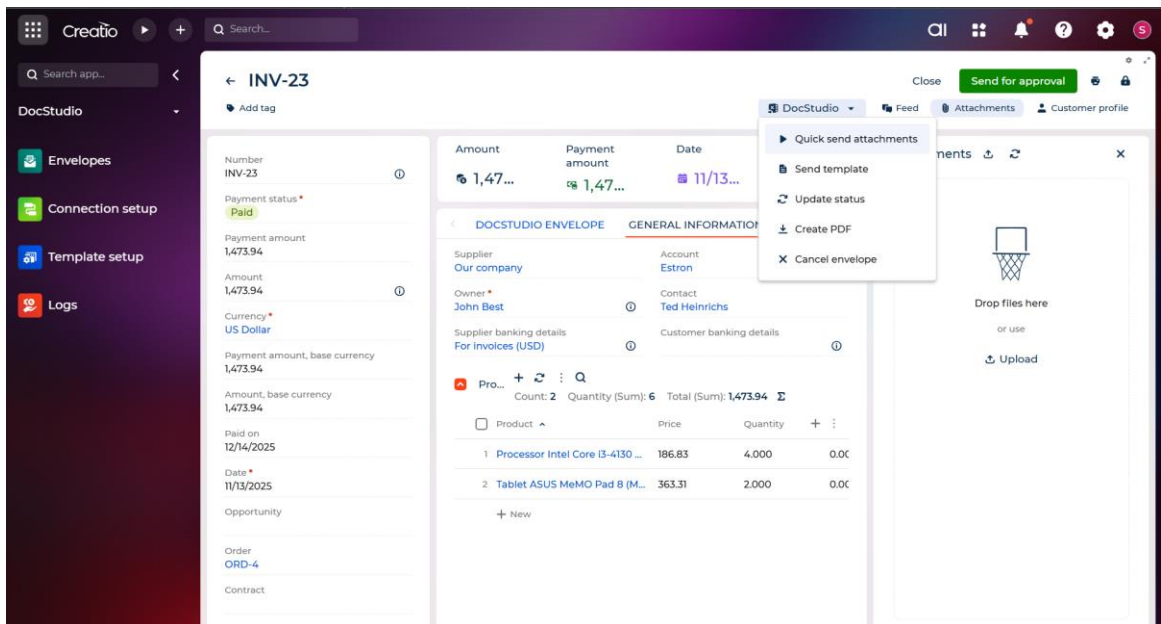 Creatio
Search...
S
Search app...
DocStudio
Envelopes
Connection setup
Template setup
Logs
INV-23
Close
Send for approval
Add tag
DocStudio
Feed
Attachments
Customer profile
Quick send attachments
Send template
Update status
Create PDF
Cancel envelope
Number
INV-23
Payment status*
Paid
Payment amount
1,473.94
Amount
1,473.94
Currency*
US Dollar
Payment amount, base currency
1,473.94
Amount, base currency
1,473.94
Paid on
12/14/2025
Date*
11/13/2025
Opportunity
Order
ORD-4
Contract
Amount
1,47...
Payment amount
1,47...
Date
11/13...
DOCSTUDIO ENVELOPE
GENERAL INFORMATION
Supplier
Our company
Account
Estron
Owner*
John Best
Contact
Ted Heinrichs
Supplier banking details
For invoices (USD)
Customer banking details
Pro...
Count: 2 Quantity (Sum): 6 Total (Sum): 1,473.94 Σ
Product Price Quantity
1 Processor Intel Core i3-4130 ... 186.83 4.000 0.00
2 Tablet ASUS MeMO Pad 8 (M... 363.31 2.000 0.00
+ New
ments
Drop files here
or use
Upload